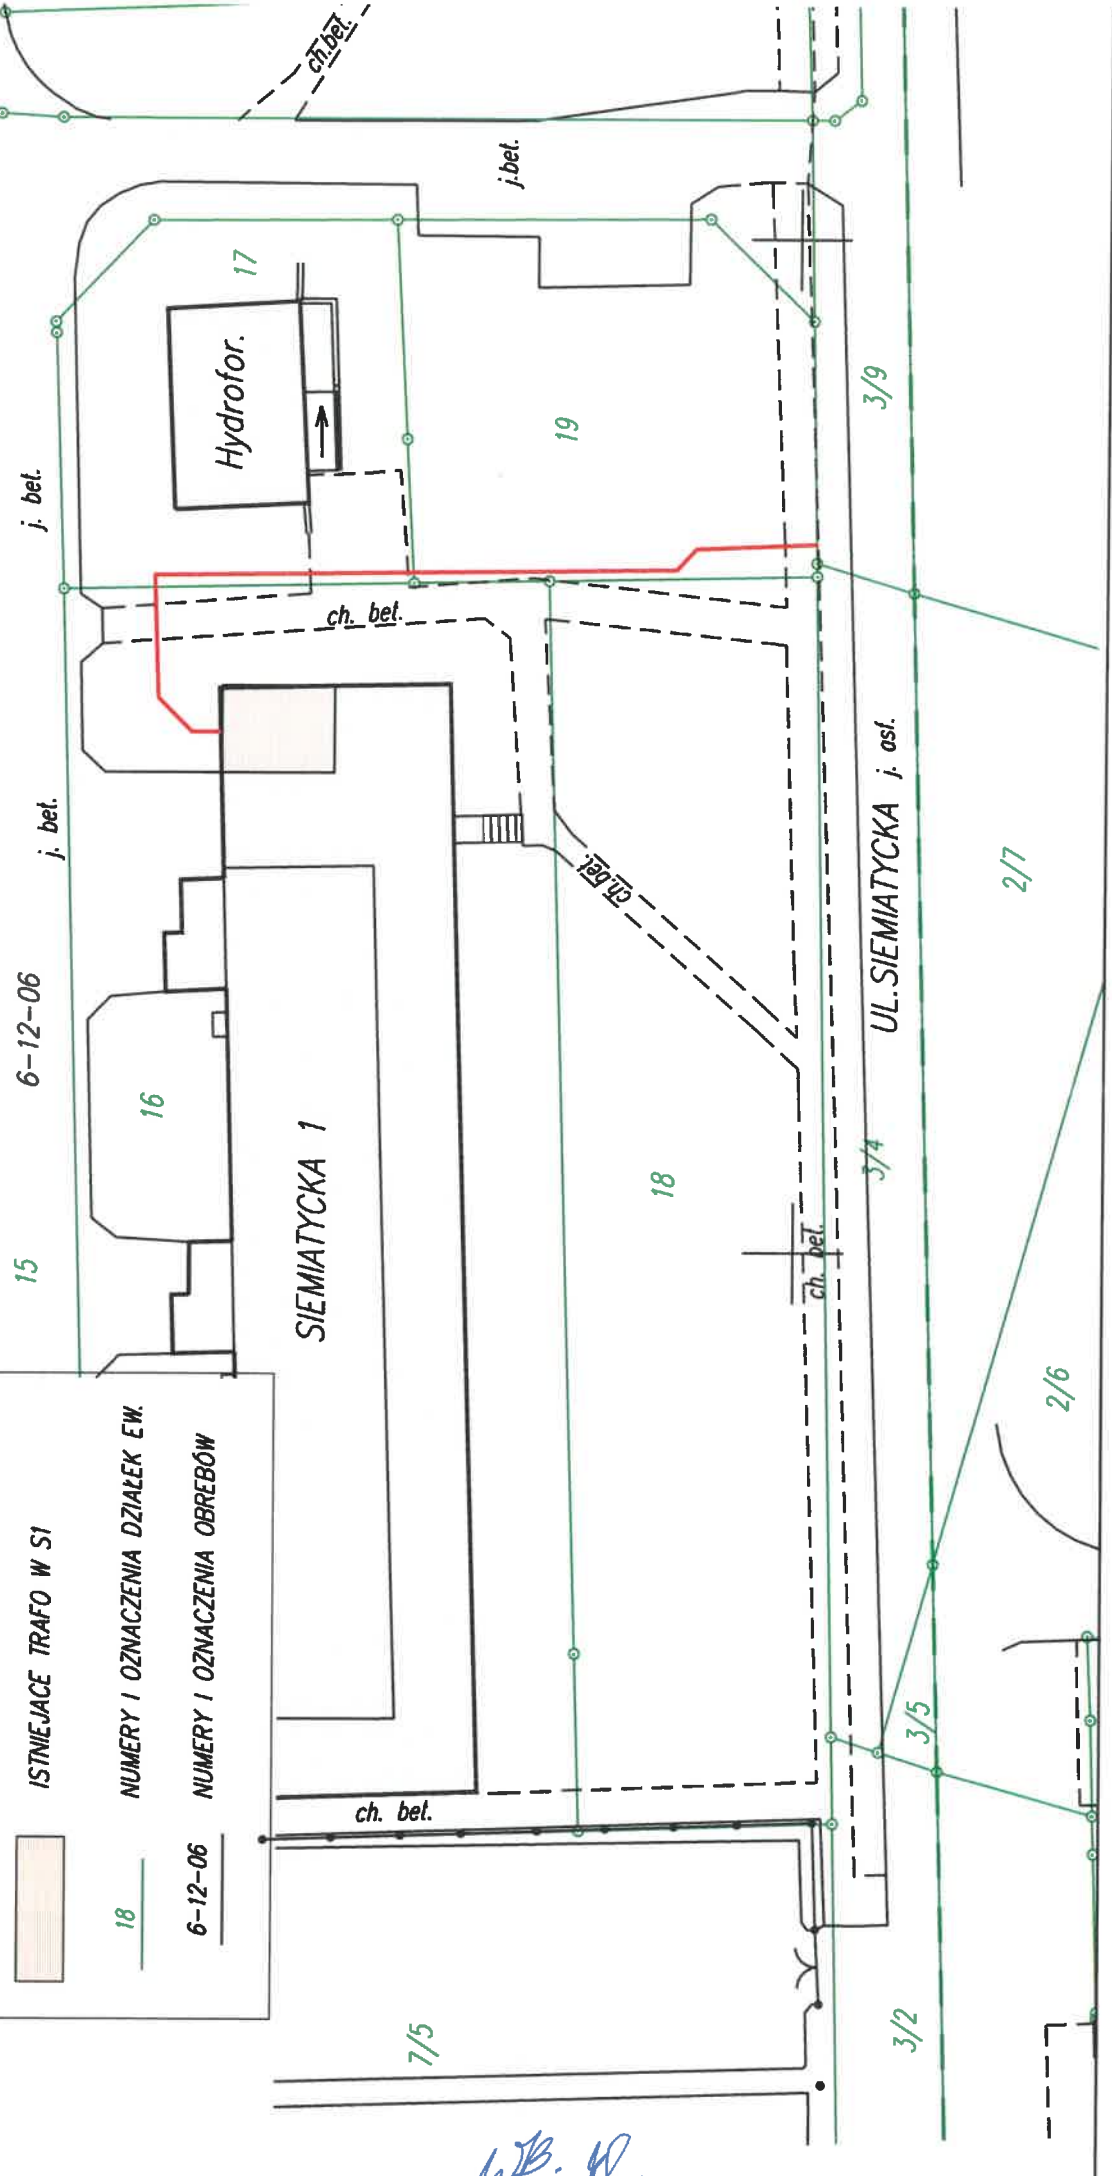 ISTNIEJACE TRAFO W S1
18
NUMERY I OZNACZENIA DZIAŁEK EW.
6-12-06
NUMERY I OZNACZENIA OBREBÓW
15
6-12-06
j. bet.
j. bet.
16
17
Hydrofor.
SIEMIATYCKA 1
ch.bet.
ch. bet.
ch. bet.
7/5
j.bet.
19
ch.bet.
18
ch. bet.
3/9
UL.SIEMIATYCKA j. asf.
3/4
3/5
3/2
2/7
2/6